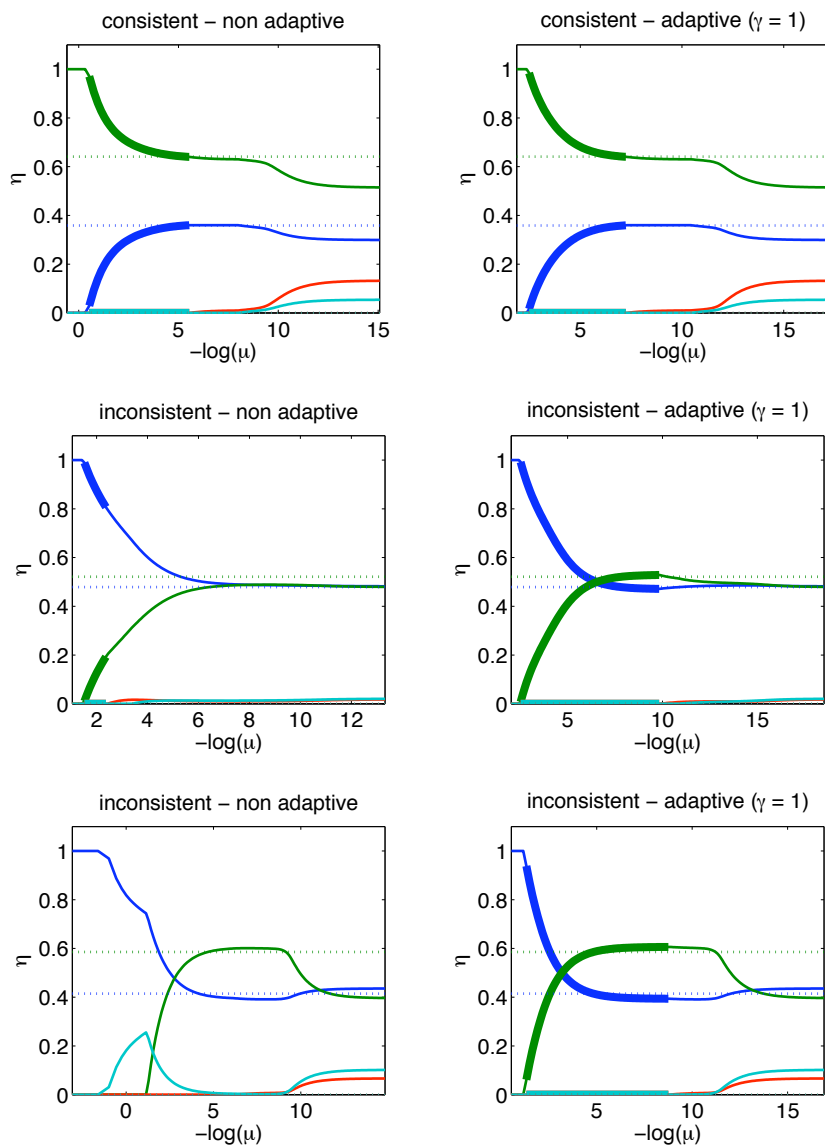 consistent − non adaptive
1
0.8
0.6
0.4
0.2
0
η
0 5 10 15
−log(μ)
consistent − adaptive (γ = 1)
1
0.8
0.6
0.4
0.2
0
η
5 10 15
−log(μ)
inconsistent − non adaptive
1
0.8
0.6
0.4
0.2
0
η
2 4 6 8 10 12
−log(μ)
inconsistent − adaptive (γ = 1)
1
0.8
0.6
0.4
0.2
0
η
5 10 15
−log(μ)
inconsistent − non adaptive
1
0.8
0.6
0.4
0.2
0
η
0 5 10
−log(μ)
inconsistent − adaptive (γ = 1)
1
0.8
0.6
0.4
0.2
0
η
5 10 15
−log(μ)